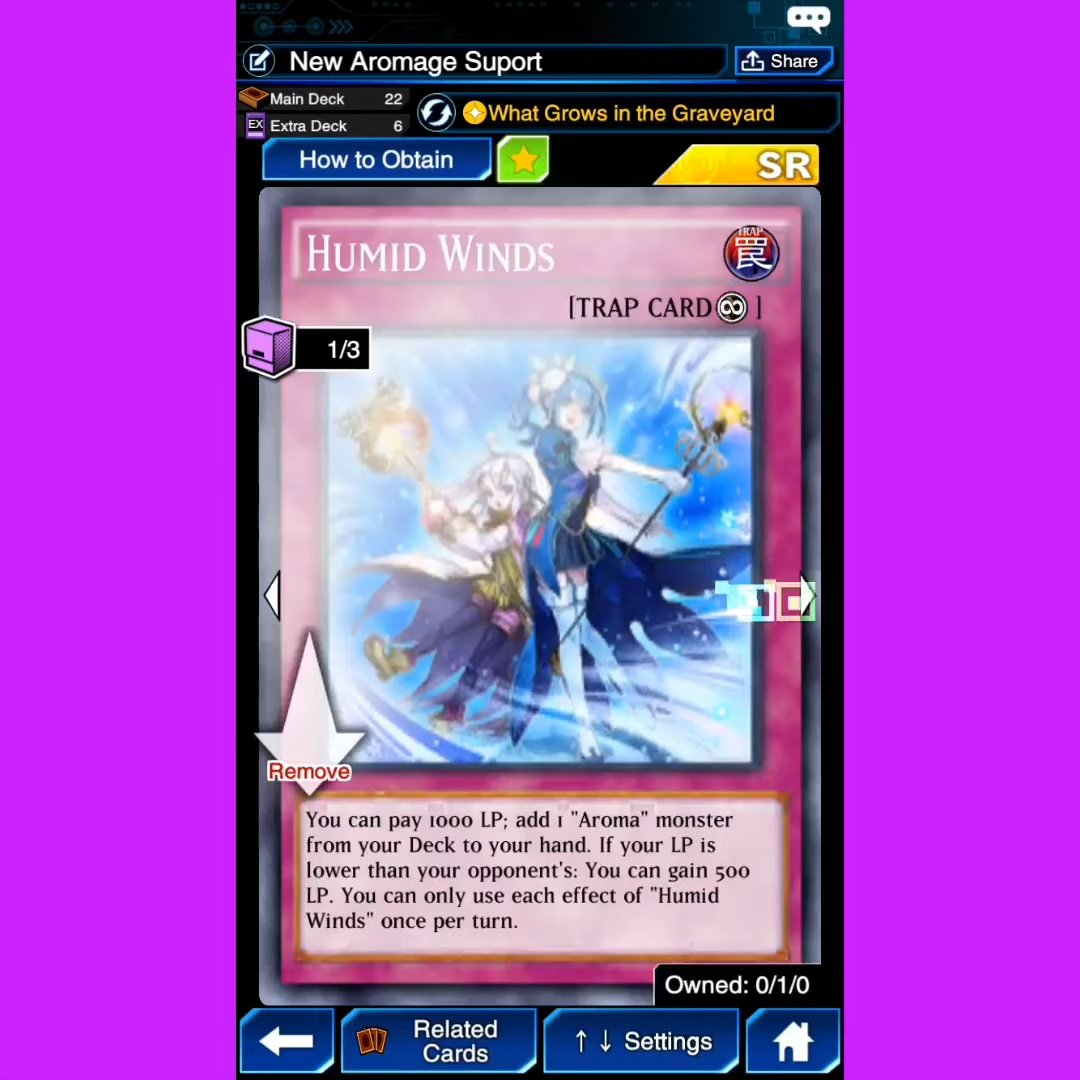 New Aromage Suport
Share
Main Deck 22
Extra Deck 6
EX
What Grows in the Graveyard
How to Obtain
SR
HUMID WINDS
TRAP
罠
[TRAP CARD ∞ ]
1/3
Remove
You can pay 1000 LP; add 1 "Aroma" monster
from your Deck to your hand. If your LP is
lower than your opponent's: You can gain 500
LP. You can only use each effect of "Humid
Winds" once per turn.
Owned: 0/1/0
Related
Cards
↑ ↓ Settings